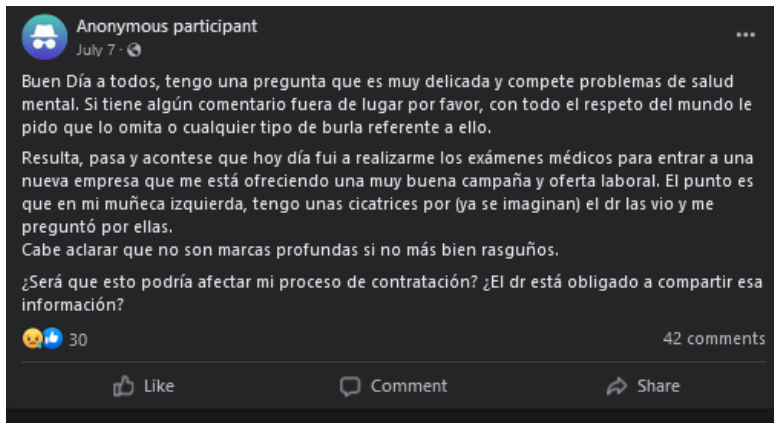 Anonymous participant
July 7 ·
Buen Día a todos, tengo una pregunta que es muy delicada y compete problemas de salud
mental. Si tiene algún comentario fuera de lugar por favor, con todo el respeto del mundo le
pido que lo omita o cualquier tipo de burla referente a ello.
Resulta, pasa y acontese que hoy día fui a realizarme los exámenes médicos para entrar a una
nueva empresa que me está ofreciendo una muy buena campaña y oferta laboral. El punto es
que en mi muñeca izquierda, tengo unas cicatrices por (ya se imaginan) el dr las vio y me
preguntó por ellas.
Cabe aclarar que no son marcas profundas si no más bien rasguños.
¿Será que esto podría afectar mi proceso de contratación? ¿El dr está obligado a compartir esa
información?
30
42 comments
Like
Comment
Share